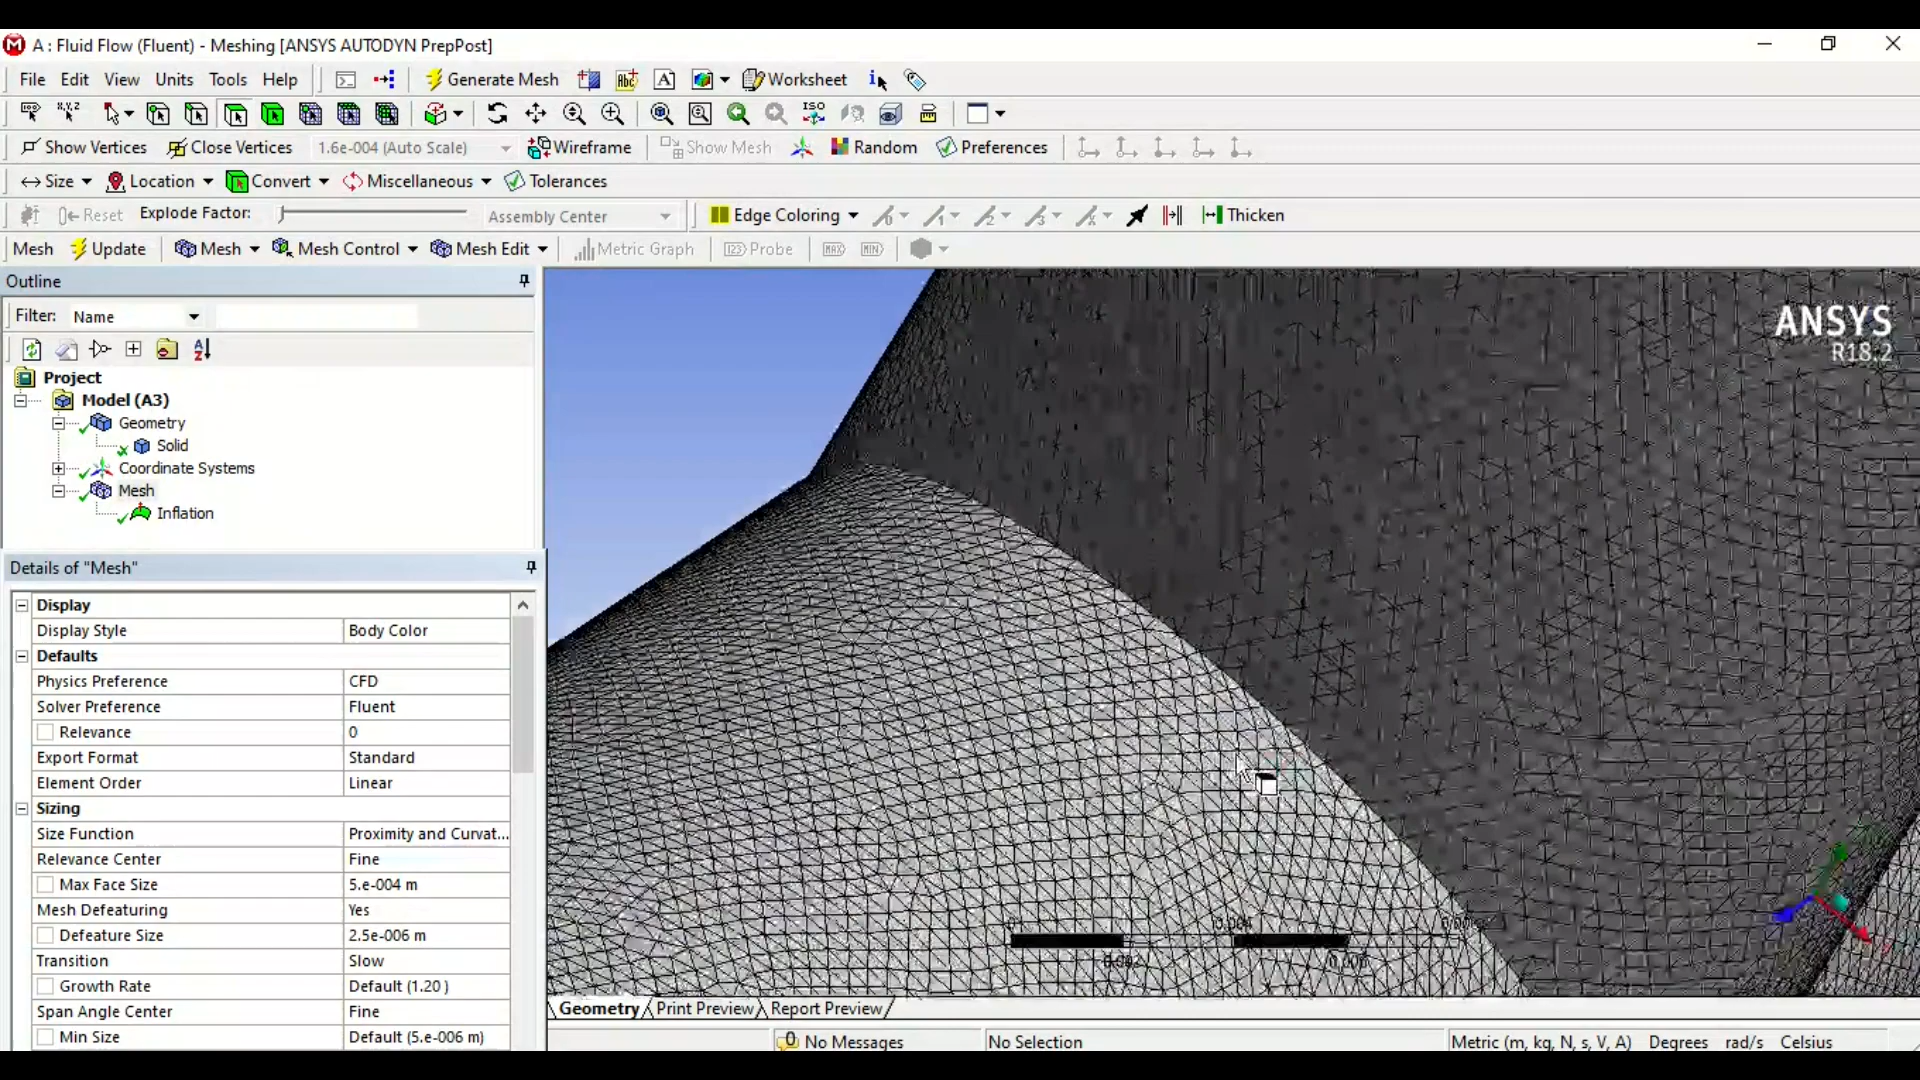 A : Fluid Flow (Fluent) - Meshing [ANSYS AUTODYN PrepPost]
File Edit View Units Tools Help Generate Mesh Worksheet
ISO
Show Vertices Close Vertices 1.6e-004 (Auto Scale) Wireframe Show Mesh Random Preferences
Size Location Convert Miscellaneous Tolerances
Reset Explode Factor: Assembly Center Edge Coloring Thicken
Mesh Update Mesh Mesh Control Mesh Edit Metric Graph Probe MAX MIN
Outline
Filter: Name
Project
Model (A3)
Geometry
Solid
Coordinate Systems
Mesh
Inflation
Details of "Mesh"
Display
Display Style Body Color
Defaults
Physics Preference CFD
Solver Preference Fluent
Relevance 0
Export Format Standard
Element Order Linear
Sizing
Size Function Proximity and Curvat...
Relevance Center Fine
Max Face Size 5.e-004 m
Mesh Defeaturing Yes
Defeature Size 2.5e-006 m
Transition Slow
Growth Rate Default (1.20 )
Span Angle Center Fine
Min Size Default (5.e-006 m)
ANSYS
R18.2
Geometry Print Preview Report Preview
0 No Messages No Selection Metric (m, kg, N, s, V, A) Degrees rad/s Celsius